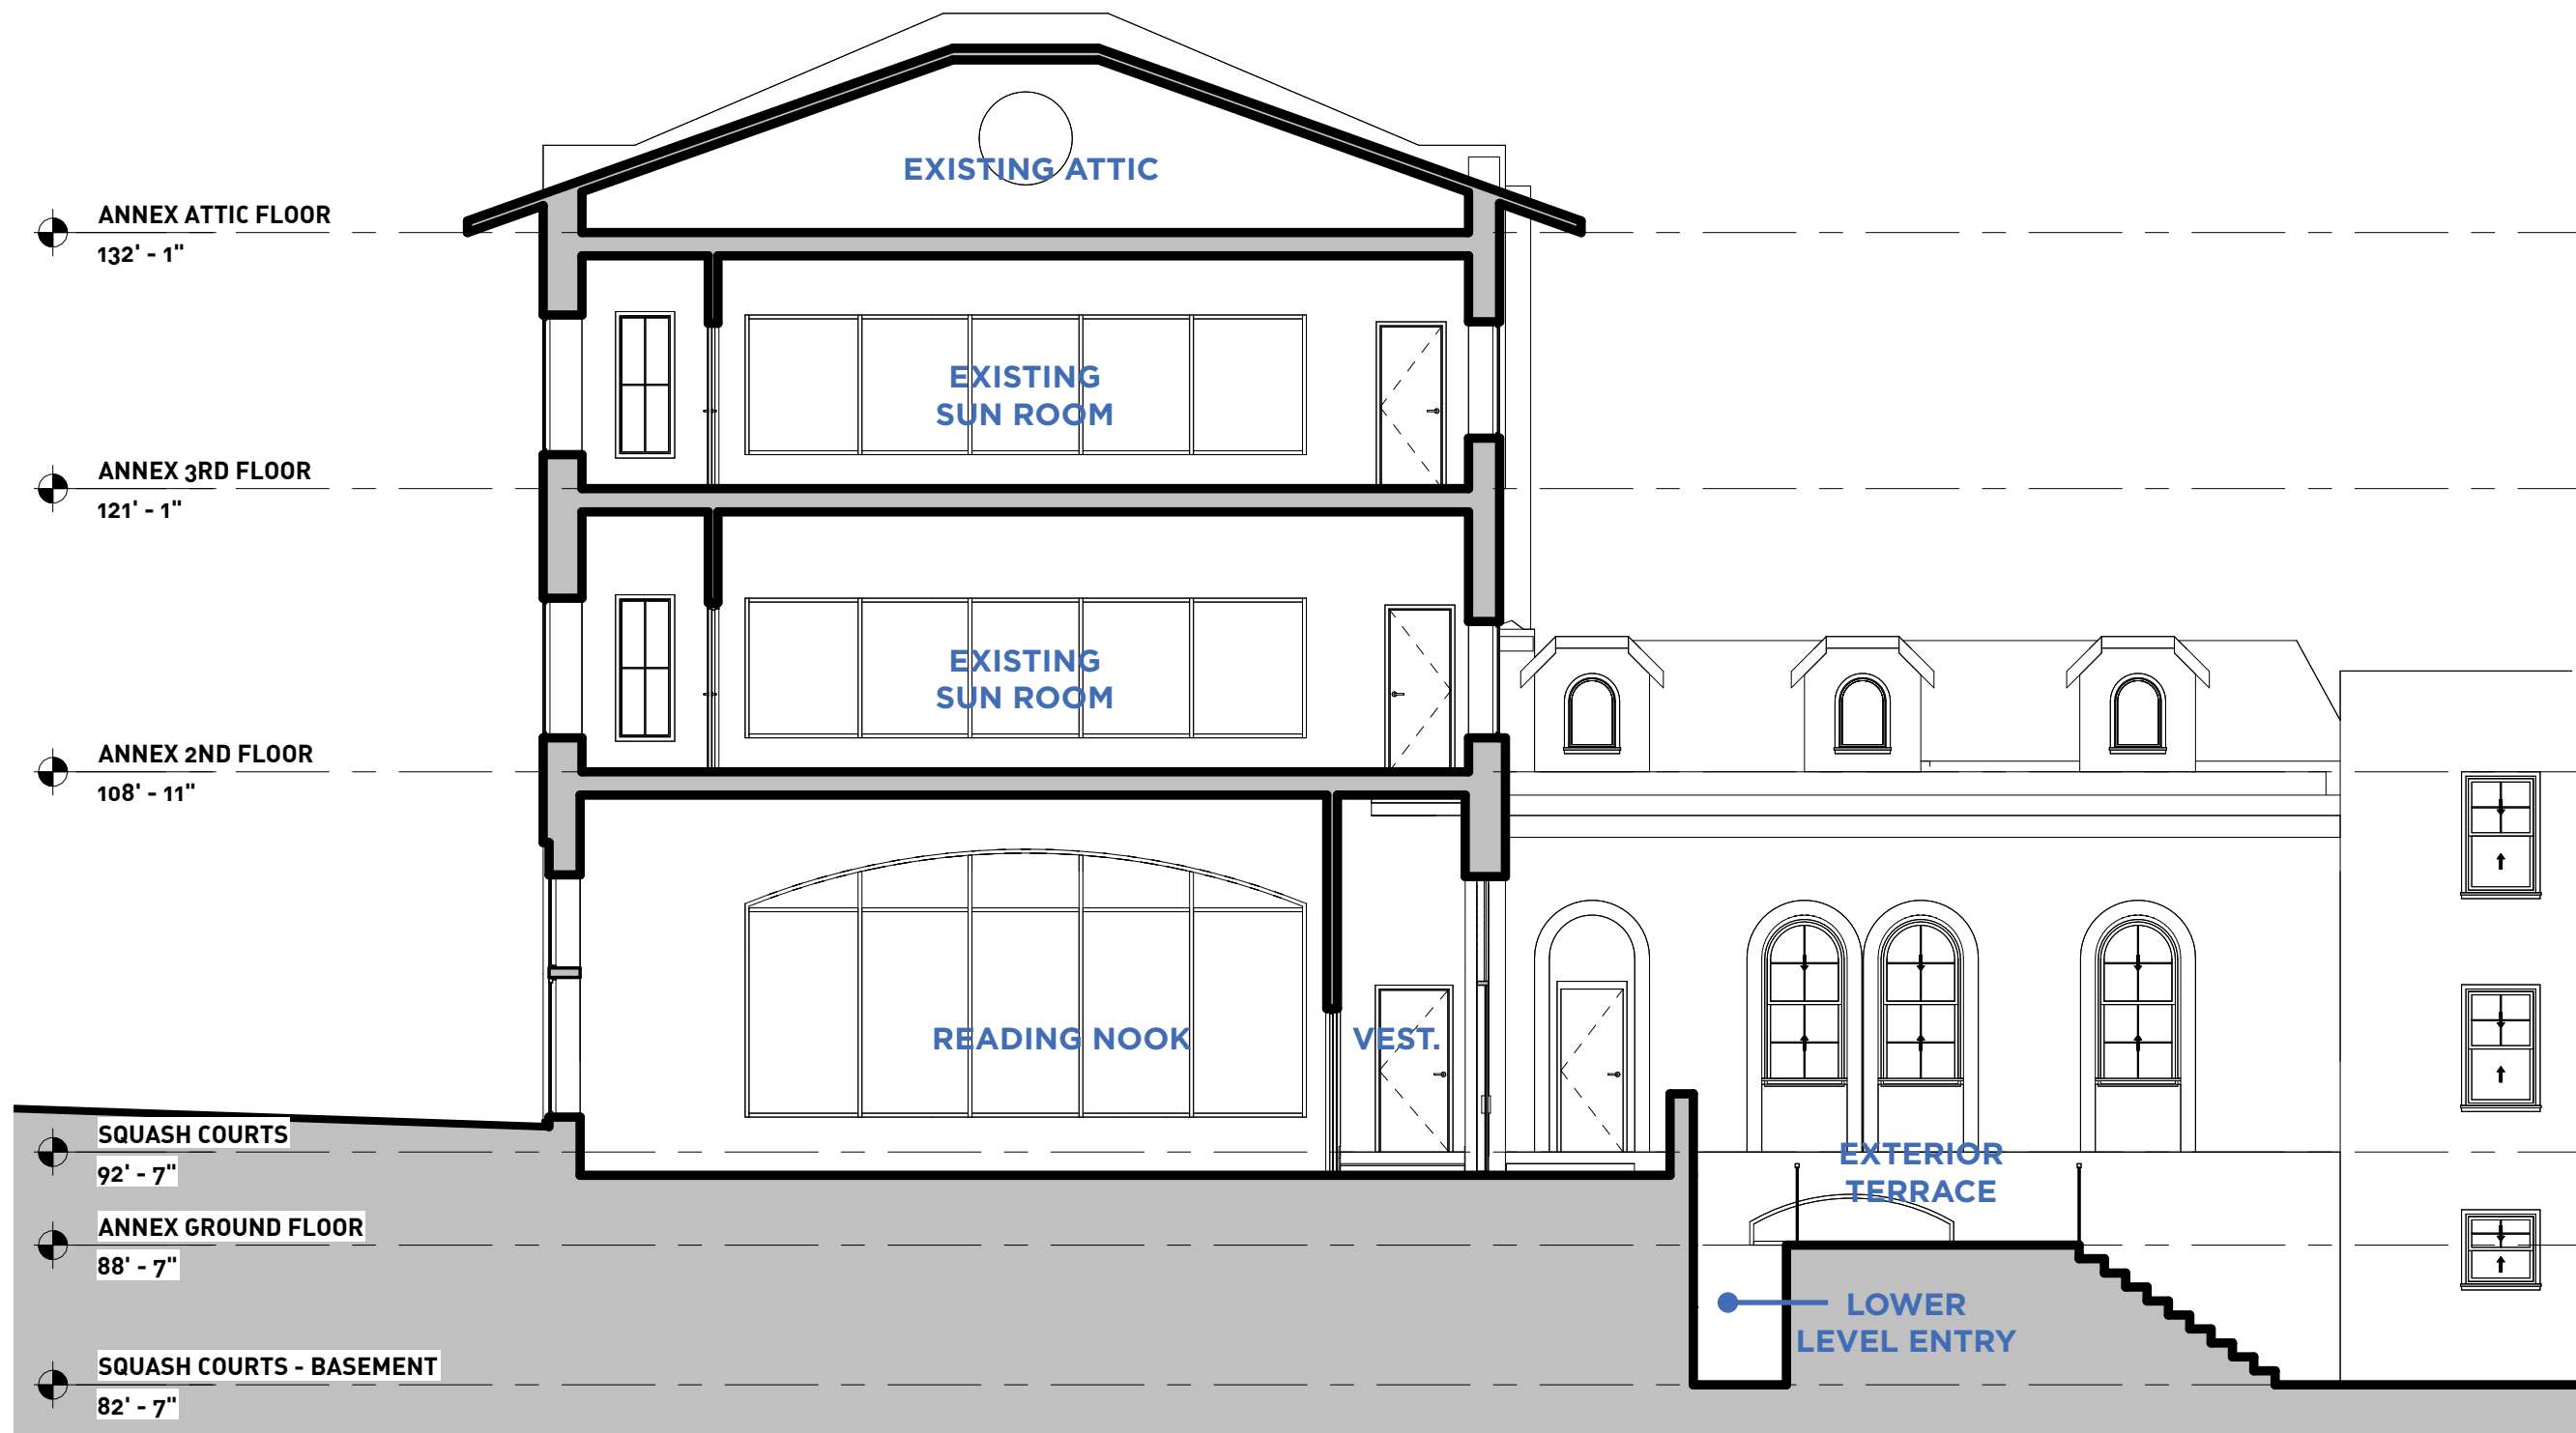 EXISTING ATTIC
ANNEX ATTIC FLOOR
132' - 1"
EXISTING
SUN ROOM
ANNEX 3RD FLOOR
121' - 1"
EXISTING
SUN ROOM
ANNEX 2ND FLOOR
108' - 11"
READING NOOK
VEST.
SQUASH COURTS
92' - 7"
EXTERIOR
TERRACE
ANNEX GROUND FLOOR
88' - 7"
LOWER
LEVEL ENTRY
SQUASH COURTS - BASEMENT
82' - 7"